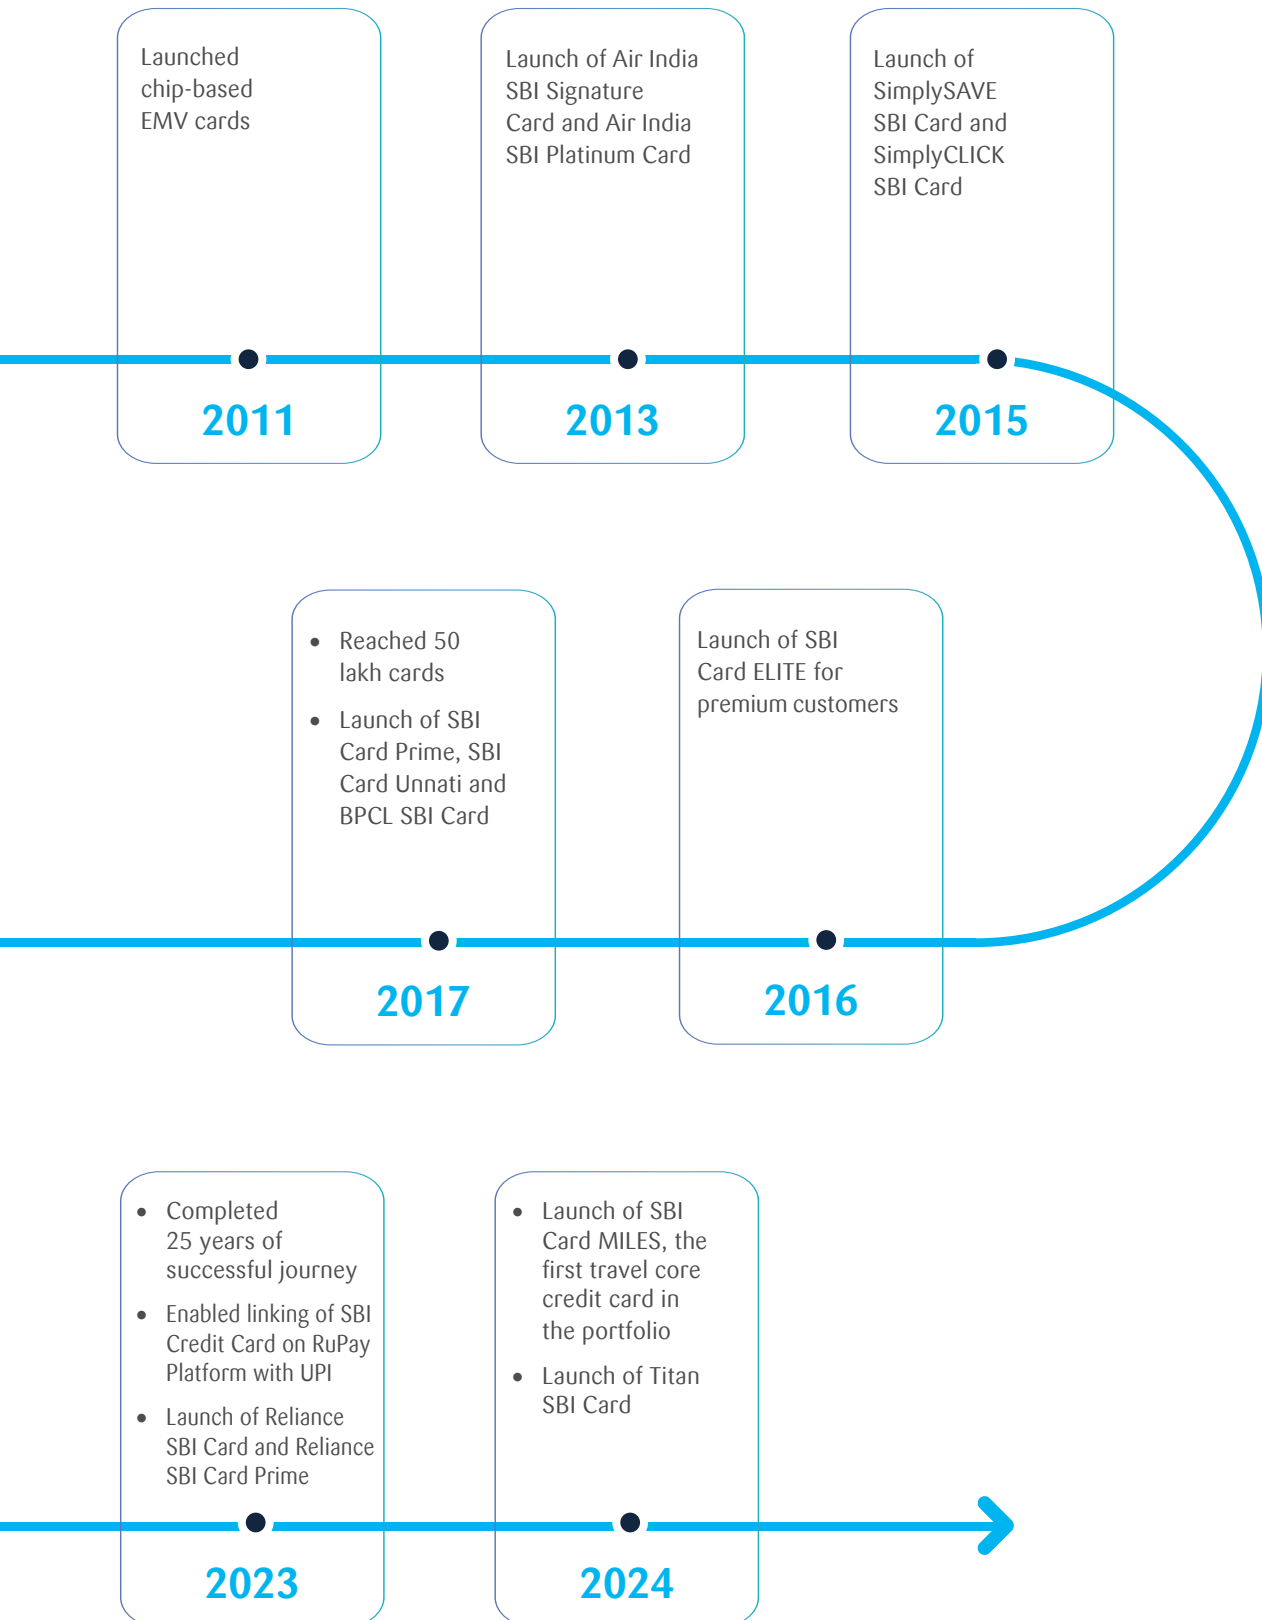 Launched
chip-based
EMV cards
2011
Launch of Air India
SBI Signature
Card and Air India
SBI Platinum Card
2013
Launch of
SimplySAVE
SBI Card and
SimplyCLICK
SBI Card
2015
Launch of SBI
Card ELITE for
premium customers
2016
• Reached 50
lakh cards
• Launch of SBI
Card Prime, SBI
Card Unnati and
BPCL SBI Card
2017
• Completed
25 years of
successful journey
• Enabled linking of SBI
Credit Card on RuPay
Platform with UPI
• Launch of Reliance
SBI Card and Reliance
SBI Card Prime
2023
• Launch of SBI
Card MILES, the
first travel core
credit card in
the portfolio
• Launch of Titan
SBI Card
2024